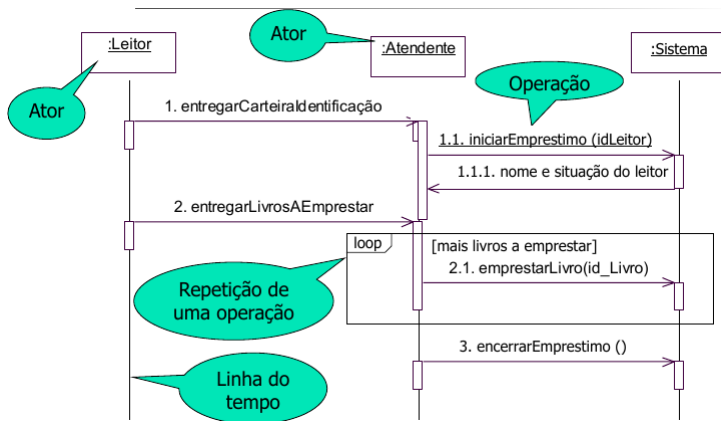 Ator
:Leitor
:Atendente
:Sistema
Ator
Operação
1. entregarCarteiraIdentificação
1.1. iniciarEmprestimo (idLeitor)
1.1.1. nome e situação do leitor
2. entregarLivrosAEmprestar
loop
[mais livros a emprestar]
2.1. emprestarLivro(id_Livro)
Repetição de
uma operação
3. encerrarEmprestimo ()
Linha do
tempo